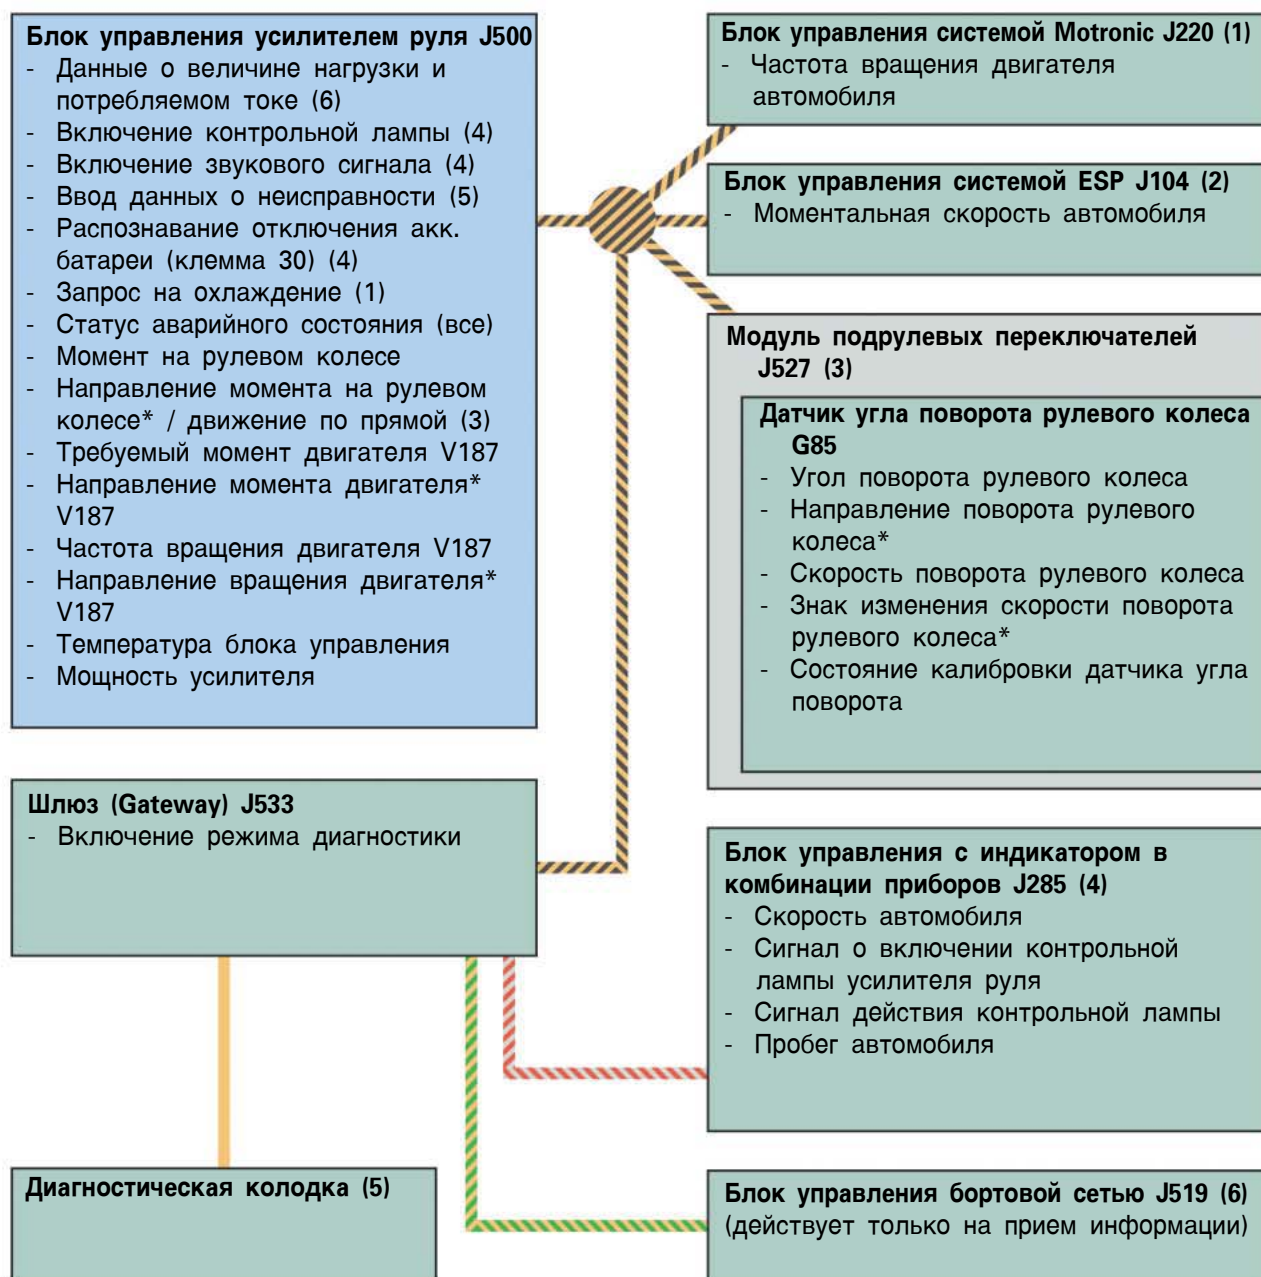 Блок управления усилителем руля J500
- Данные о величине нагрузки и
потребляемом токе (6)
- Включение контрольной лампы (4)
- Включение звукового сигнала (4)
- Ввод данных о неисправности (5)
- Распознавание отключения акк.
батареи (клемма 30) (4)
- Запрос на охлаждение (1)
- Статус аварийного состояния (все)
- Момент на рулевом колесе
- Направление момента на рулевом
колесе* / движение по прямой (3)
- Требуемый момент двигателя V187
- Направление момента двигателя*
V187
- Частота вращения двигателя V187
- Направление вращения двигателя*
V187
- Температура блока управления
- Мощность усилителя
Блок управления системой Motronic J220 (1)
- Частота вращения двигателя
автомобиля
Блок управления системой ESP J104 (2)
- Моментальная скорость автомобиля
Модуль подрулевых переключателей
J527 (3)
Датчик угла поворота рулевого колеса
G85
- Угол поворота рулевого колеса
- Направление поворота рулевого
колеса*
- Скорость поворота рулевого колеса
- Знак изменения скорости поворота
рулевого колеса*
- Состояние калибровки датчика угла
поворота
Шлюз (Gateway) J533
- Включение режима диагностики
Блок управления с индикатором в
комбинации приборов J285 (4)
- Скорость автомобиля
- Сигнал о включении контрольной
лампы усилителя руля
- Сигнал действия контрольной лампы
- Пробег автомобиля
Диагностическая колодка (5)
Блок управления бортовой сетью J519 (6)
(действует только на прием информации)